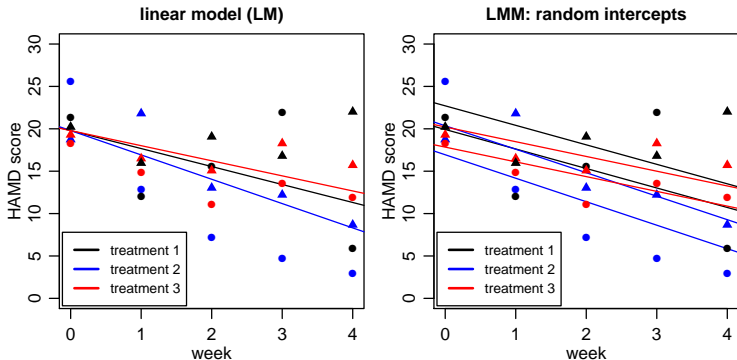 linear model (LM)
HAMD score
30
25
20
15
10
5
0
treatment 1
treatment 2
treatment 3
0 1 2 3 4
week
LMM: random intercepts
HAMD score
30
25
20
15
10
5
0
treatment 1
treatment 2
treatment 3
0 1 2 3 4
week